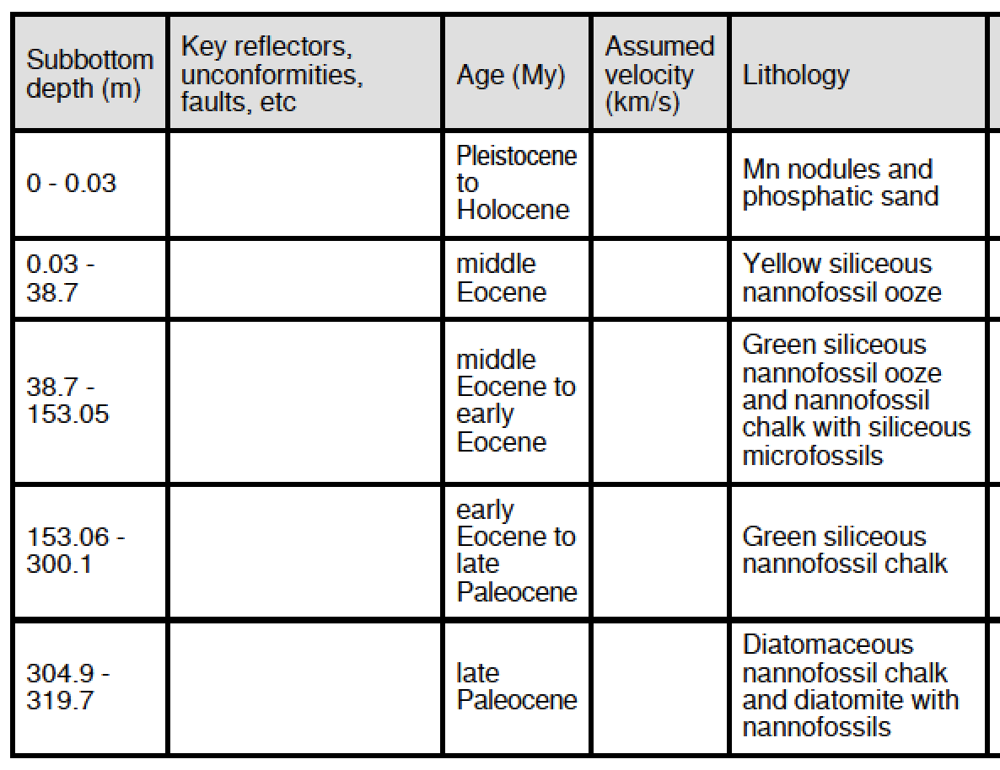 Subbottom
depth (m)
Key reflectors,
unconformities,
faults, etc
Age (My)
Assumed
velocity
(km/s)
Lithology
0 - 0.03
Pleistocene
to
Holocene
Mn nodules and
phosphatic sand
0.03 -
38.7
middle
Eocene
Yellow siliceous
nannofossil ooze
38.7 -
153.05
middle
Eocene to
early
Eocene
Green siliceous
nannofossil ooze
and nannofossil
chalk with siliceous
microfossils
153.06 -
300.1
early
Eocene to
late
Paleocene
Green siliceous
nannofossil chalk
304.9 -
319.7
late
Paleocene
Diatomaceous
nannofossil chalk
and diatomite with
nannofossils